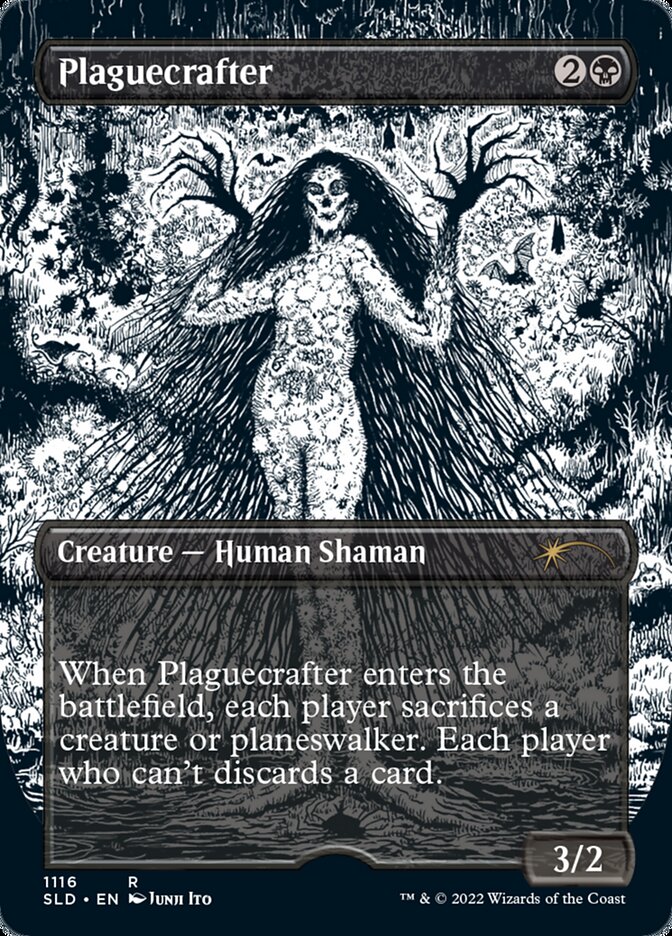 Plaguecrafter 2
Creature — Human Shaman
When Plaguecrafter enters the
battlefield, each player sacrifices a
creature or planeswalker. Each player
who can't discards a card.
3/2
1116 R
SLD • EN Junji Ito
™ & © 2022 Wizards of the Coast